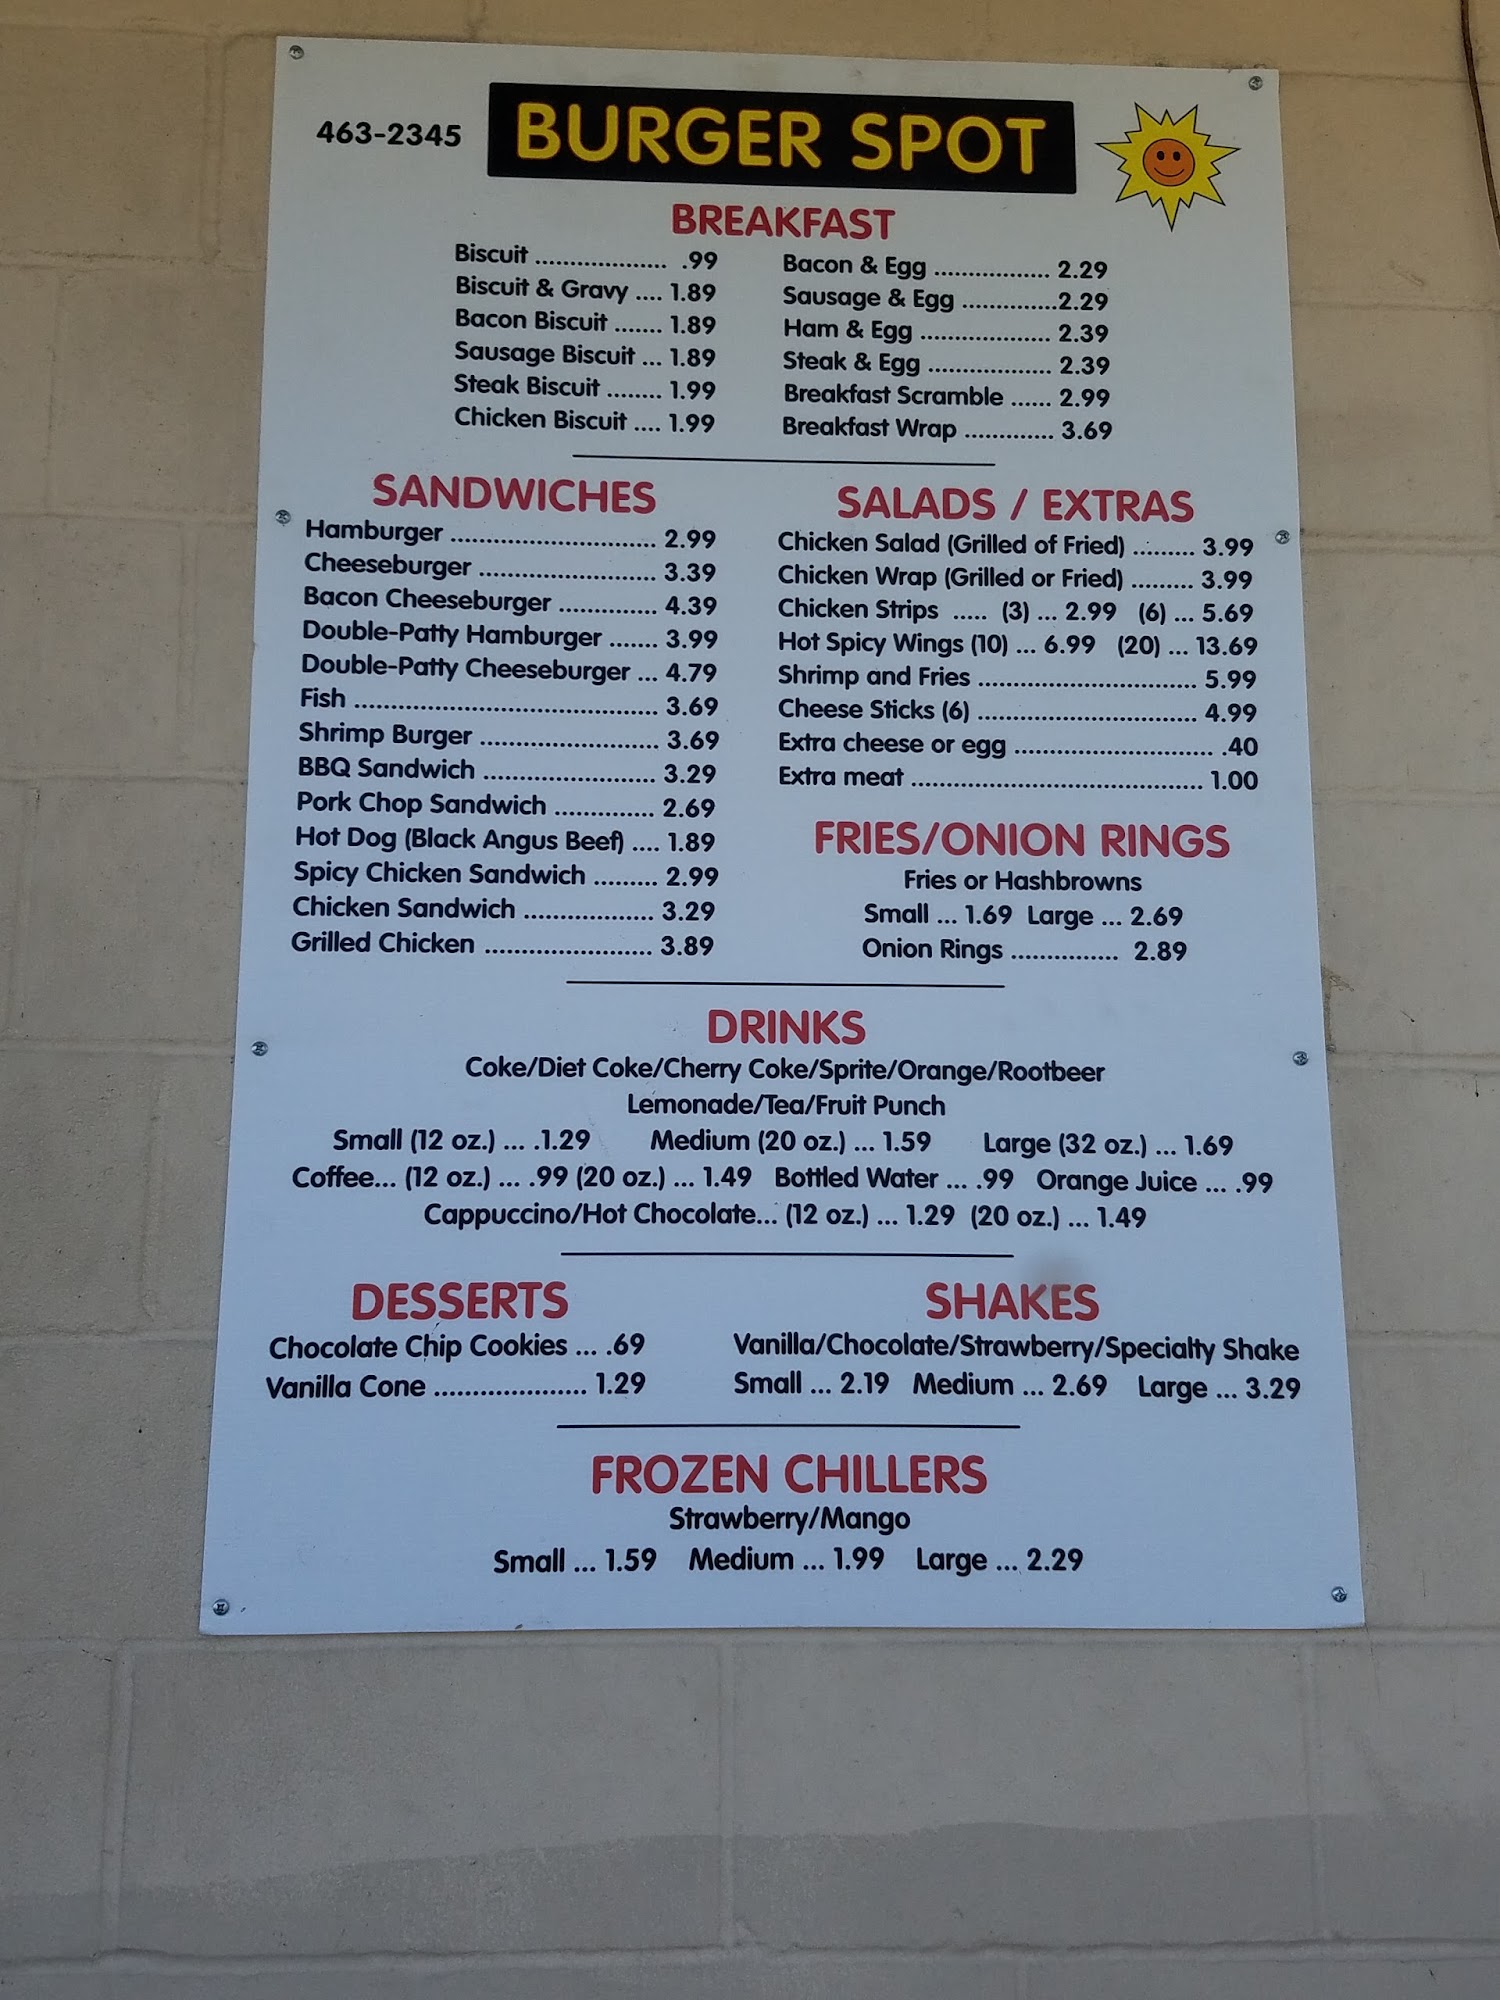 463-2345
BURGER SPOT
BREAKFAST
Biscuit ................... .99
Biscuit & Gravy .... 1.89
Bacon Biscuit ....... 1.89
Sausage Biscuit ... 1.89
Steak Biscuit ........ 1.99
Chicken Biscuit .... 1.99
Bacon & Egg ................. 2.29
Sausage & Egg ..............2.29
Ham & Egg ................... 2.39
Steak & Egg .................. 2.39
Breakfast Scramble ...... 2.99
Breakfast Wrap ............. 3.69
SANDWICHES
Hamburger .............................. 2.99
Cheeseburger .......................... 3.39
Bacon Cheeseburger .............. 4.39
Double-Patty Hamburger ....... 3.99
Double-Patty Cheeseburger ... 4.79
Fish ............................................ 3.69
Shrimp Burger .......................... 3.69
BBQ Sandwich ......................... 3.29
Pork Chop Sandwich .............. 2.69
Hot Dog (Black Angus Beef) .... 1.89
Spicy Chicken Sandwich ......... 2.99
Chicken Sandwich ................... 3.29
Grilled Chicken ........................ 3.89
SALADS / EXTRAS
Chicken Salad (Grilled of Fried) ......... 3.99
Chicken Wrap (Grilled or Fried) ......... 3.99
Chicken Strips ..... (3) ... 2.99 (6) ... 5.69
Hot Spicy Wings (10) ... 6.99 (20) ... 13.69
Shrimp and Fries ................................ 5.99
Cheese Sticks (6) ................................ 4.99
Extra cheese or egg ............................. .40
Extra meat .......................................... 1.00
FRIES/ONION RINGS
Fries or Hashbrowns
Small ... 1.69 Large ... 2.69
Onion Rings ............... 2.89
DRINKS
Coke/Diet Coke/Cherry Coke/Sprite/Orange/Rootbeer
Lemonade/Tea/Fruit Punch
Small (12 oz.) ... .1.29 Medium (20 oz.) ... 1.59 Large (32 oz.) ... 1.69
Coffee... (12 oz.) ... .99 (20 oz.) ... 1.49 Bottled Water ... .99 Orange Juice ... .99
Cappuccino/Hot Chocolate... (12 oz.) ... 1.29 (20 oz.) ... 1.49
DESSERTS
Chocolate Chip Cookies ... .69
Vanilla Cone ...................... 1.29
SHAKES
Vanilla/Chocolate/Strawberry/Specialty Shake
Small ... 2.19 Medium ... 2.69 Large ... 3.29
FROZEN CHILLERS
Strawberry/Mango
Small ... 1.59 Medium ... 1.99 Large ... 2.29